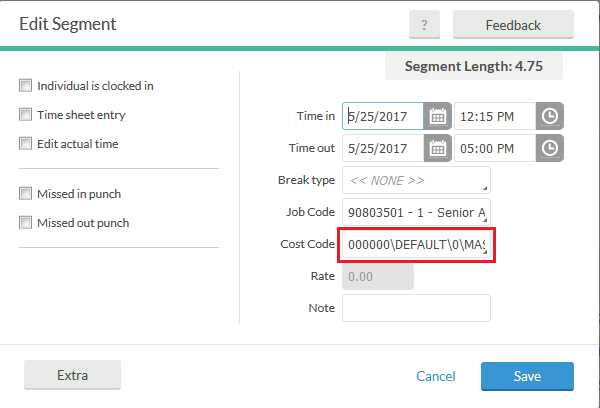 Edit Segment
?
Feedback
Segment Length: 4.75
Individual is clocked in
Time sheet entry
Edit actual time
Missed in punch
Missed out punch
Time in 5/25/2017 12:15 PM
Time out 5/25/2017 05:00 PM
Break type << NONE >>
Job Code 90803501 - 1 - Senior A
Cost Code 000000\DEFAULT\0\MAS
Rate 0.00
Note
Extra
Cancel
Save